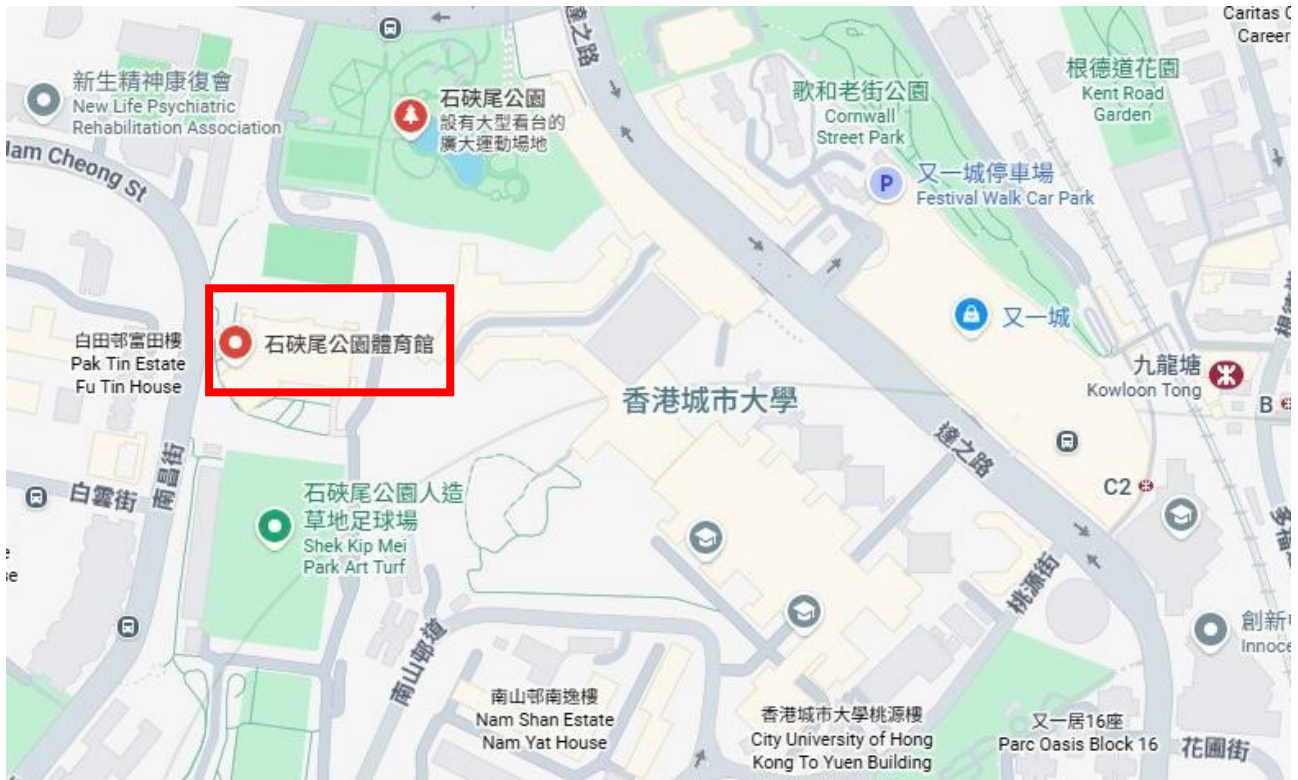 Caritas C
Career
新生精神康復會
New Life Psychiatric
Rehabilitation Association
石硤尾公園
設有大型看台的
廣大運動場地
達之路
歌和老街公園
Cornwall
Street Park
根德道花園
Kent Road
Garden
P
又一城停車場
Festival Walk Car Park
am Cheong St
白田邨富田樓
Pak Tin Estate
Fu Tin House
石硤尾公園體育館
又一城
九龍塘
Kowloon Tong
B
香港城市大學
達之路
C2
南昌街
白雲街
石硤尾公園人造
草地足球場
Shek Kip Mei
Park Art Turf
桃源街
南山邨道
創新
Innoce
南山邨南逸樓
Nam Shan Estate
Nam Yat House
香港城市大學桃源樓
City University of Hong
Kong To Yuen Building
又一居16座
Parc Oasis Block 16
花圃街